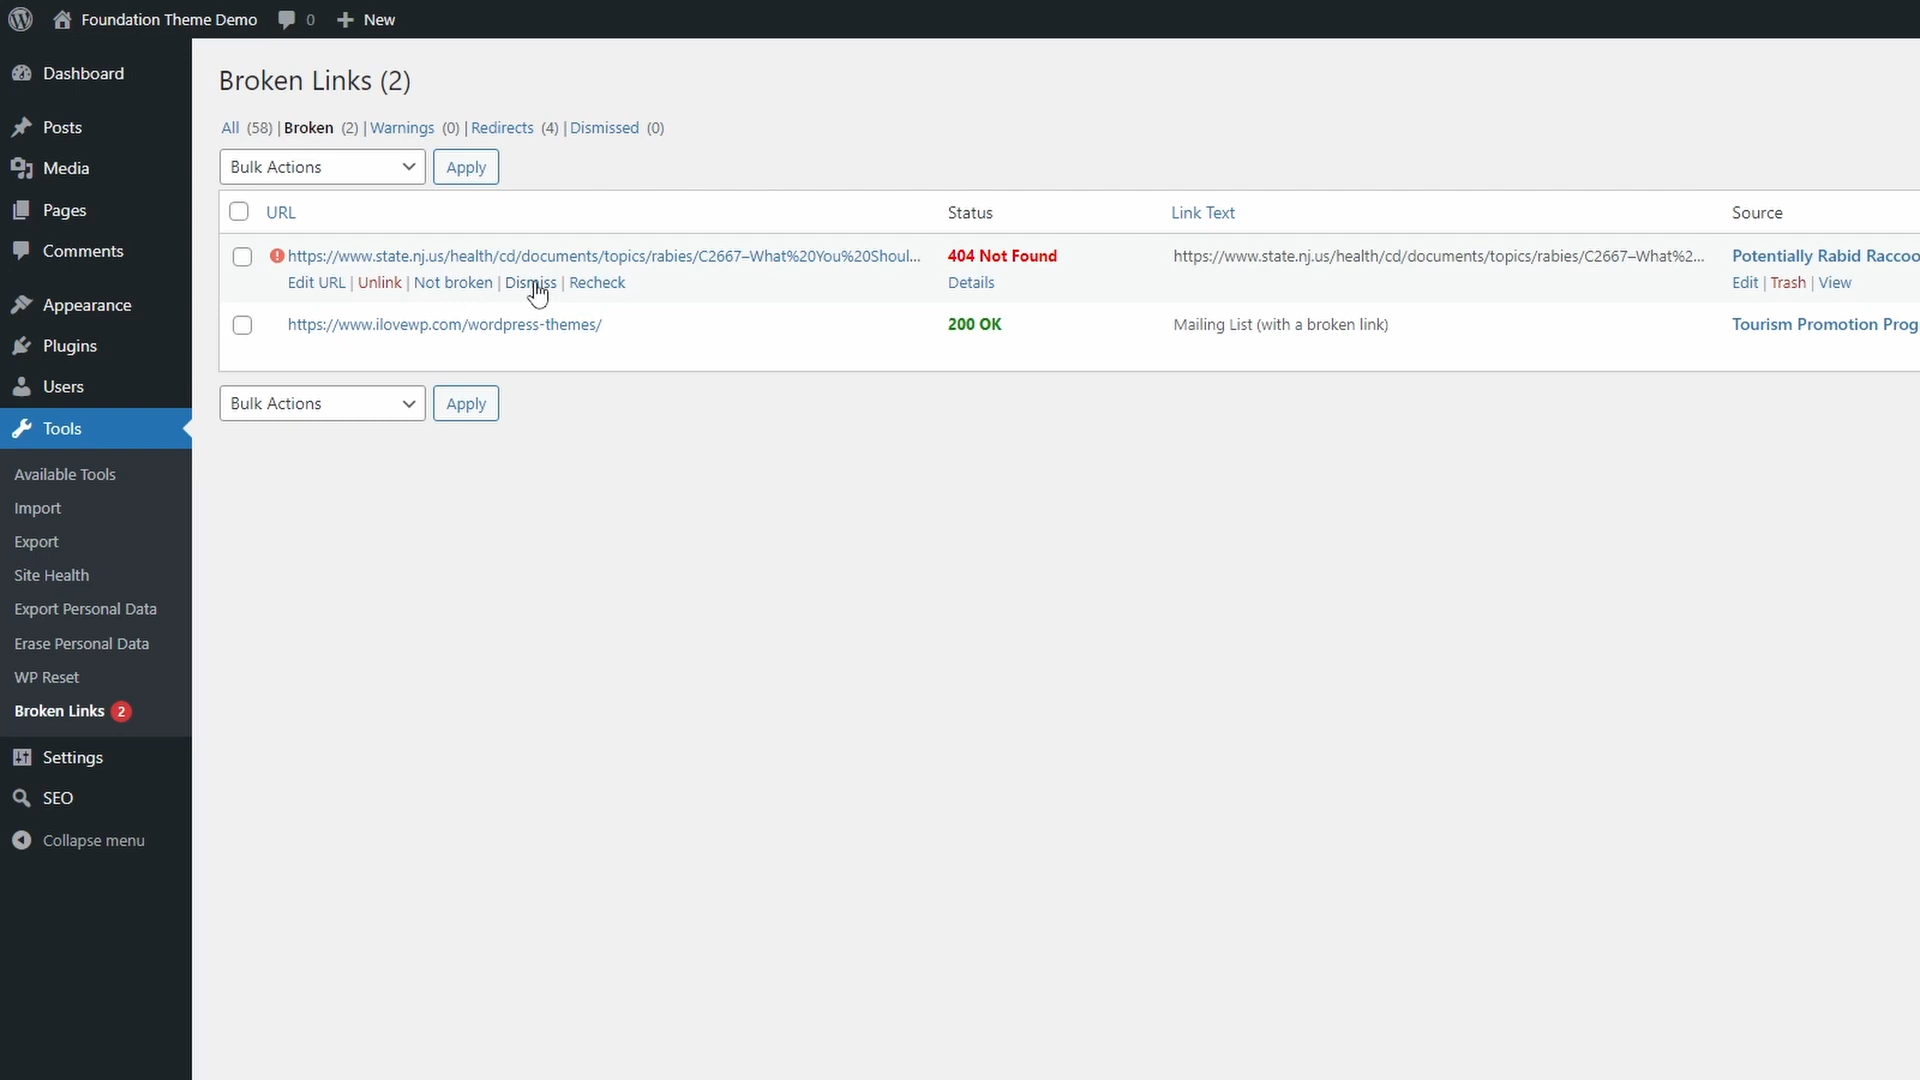 Foundation Theme Demo 0 New
Dashboard
Posts
Media
Pages
Comments
Appearance
Plugins
Users
Tools
Available Tools
Import
Export
Site Health
Export Personal Data
Erase Personal Data
WP Reset
Broken Links 2
Settings
SEO
Collapse menu
Broken Links (2)
All (58) | Broken (2) | Warnings (0) | Redirects (4) | Dismissed (0)
Bulk Actions Apply
URL Status Link Text Source
https://www.state.nj.us/health/cd/documents/topics/rabies/C2667–What%20You%20Shoul... 404 Not Found https://www.state.nj.us/health/cd/documents/topics/rabies/C2667–What%2... Potentially Rabid Raccoo
Edit URL | Unlink | Not broken | Dismiss | Recheck Details Edit | Trash | View
https://www.ilovewp.com/wordpress-themes/ 200 OK Mailing List (with a broken link) Tourism Promotion Prog
Bulk Actions Apply